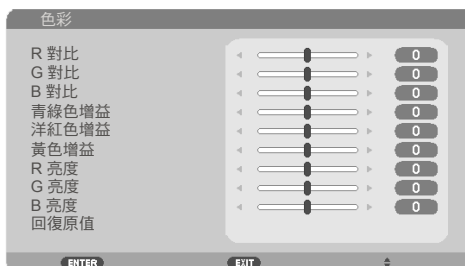 色彩
R 對比 0
G 對比 0
B 對比 0
青綠色增益 0
洋紅色增益 0
黃色增益 0
R 亮度 0
G 亮度 0
B 亮度 0
回復原值
ENTER EXIT